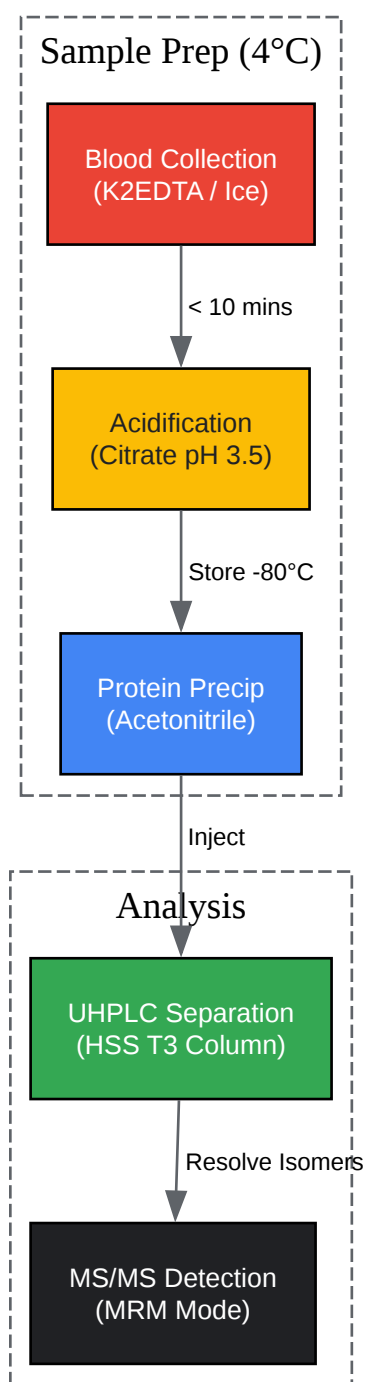 Sample Prep (4°C)
Blood Collection
(K2EDTA / Ice)
< 10 mins
Acidification
(Citrate pH 3.5)
Store -80°C
Protein Precip
(Acetonitrile)
Inject
Analysis
UHPLC Separation
(HSS T3 Column)
Resolve Isomers
MS/MS Detection
(MRM Mode)